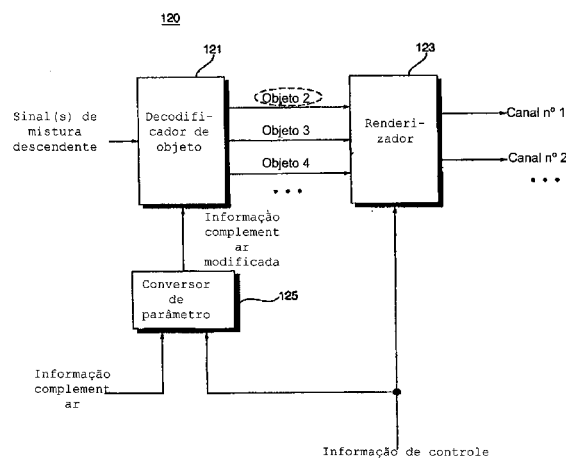 120
121
123
Sinal(s) de
mistura
descendente
Decodifi-
cador de
objeto
Objeto 2
Objeto 3
Objeto 4
• • •
Renderi-
zador
Canal nº 1
Canal nº 2
• • •
Informação
complement
ar
modificada
Conversor
de
parâmetro
125
Informação
complement
ar
Informação de controle